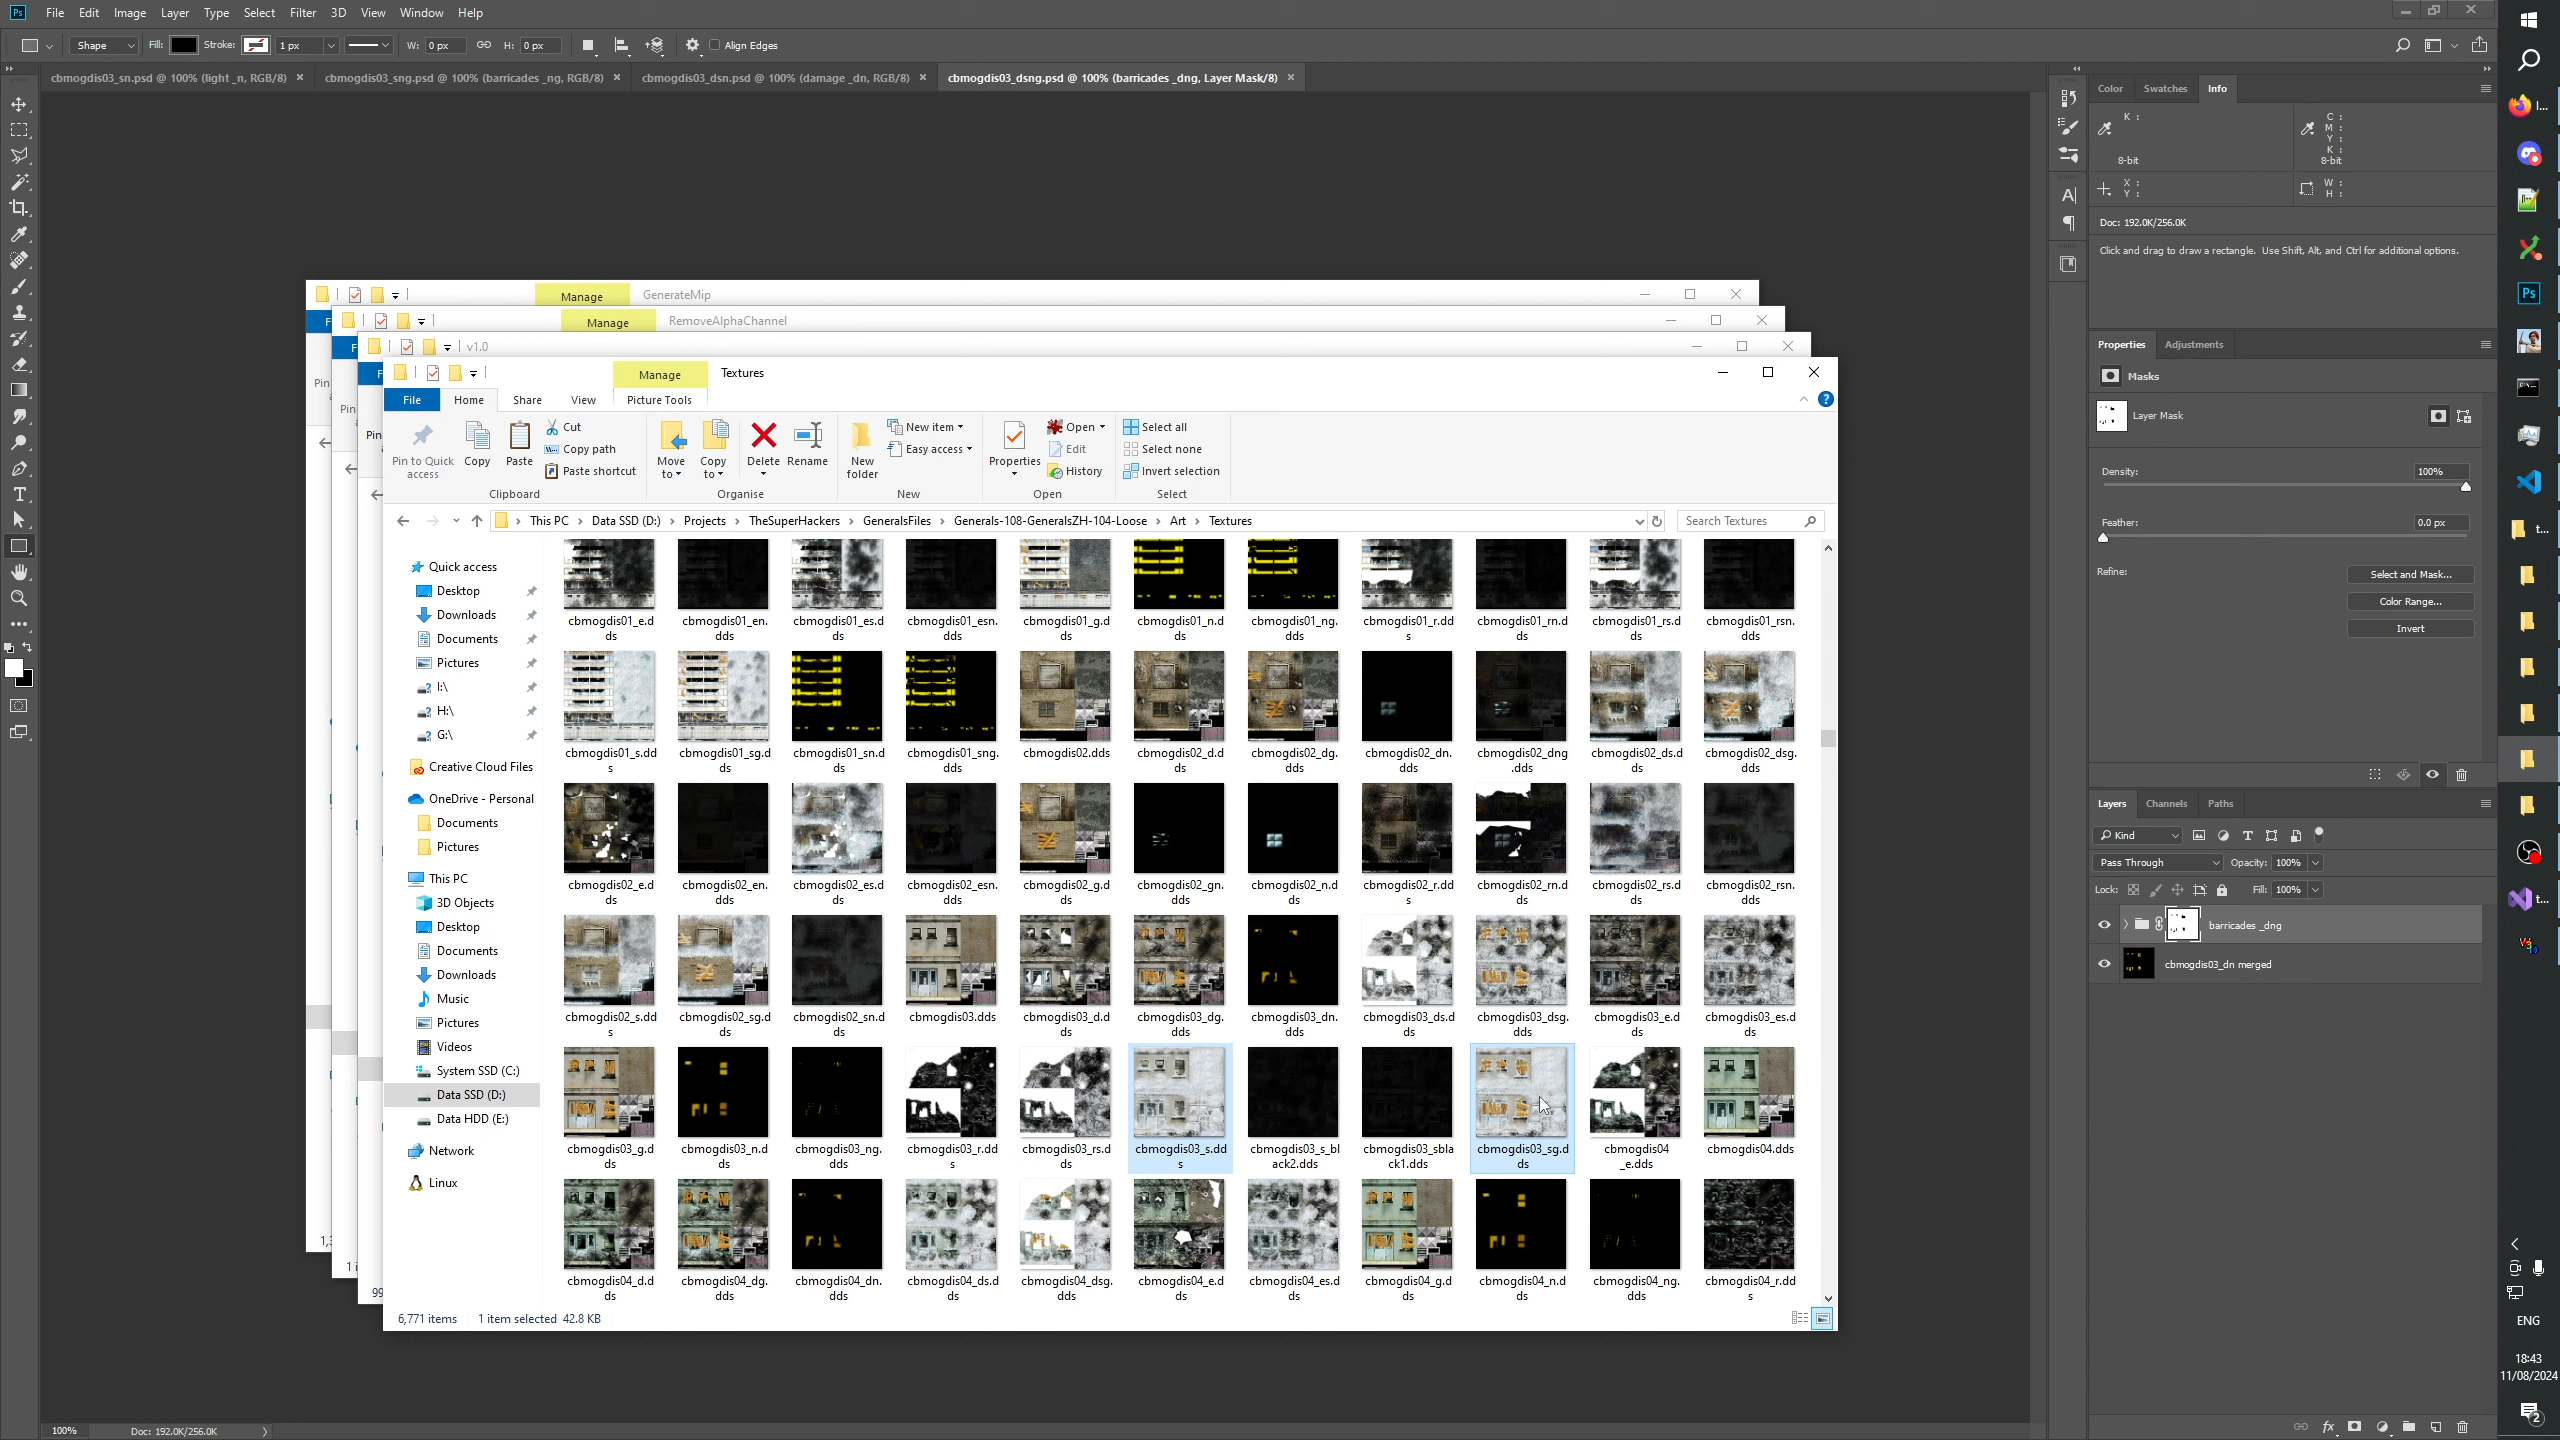 Ps File Edit Image Layer Type Select Filter 3D View Window Help
Shape Fill: Stroke: 1 px W: 0 px H: 0 px Align Edges
cbmogdis03_sn.psd @ 100% (light _n, RGB/8) × cbmogdis03_sng.psd @ 100% (barricades _ng, RGB/8) × cbmogdis03_dsn.psd @ 100% (damage _dn, RGB/8) × cbmogdis03_dsng.psd @ 100% (barricades _dng, Layer Mask/8) ×
Color Swatches Info
K :
8-bit
C :
M :
Y :
K :
8-bit
X :
Y :
W :
H :
Doc: 192.0K/256.0K
Click and drag to draw a rectangle. Use Shift, Alt, and Ctrl for additional options.
Properties Adjustments
Masks
Layer Mask
Density: 100%
Feather: 0.0 px
Refine:
Select and Mask...
Color Range...
Invert
Layers Channels Paths
Kind
Pass Through Opacity: 100%
Lock: Fill: 100%
barricades _dng
cbmogdis03_dn merged
Manage GenerateMip
Manage RemoveAlphaChannel
v1.0
Manage Textures
File Home Share View Picture Tools
Pin to Quick access
Copy
Paste
Cut
Copy path
Paste shortcut
Clipboard
Move to
Copy to
Delete
Rename
Organise
New folder
New item
Easy access
New
Properties
Open
Edit
History
Open
Select all
Select none
Invert selection
Select
This PC › Data SSD (D:) › Projects › TheSuperHackers › GeneralsFiles › Generals-108-GeneralsZH-104-Loose › Art › Textures
Search Textures
Quick access
Desktop
Downloads
Documents
Pictures
I:\
H:\
G:\
Creative Cloud Files
OneDrive - Personal
Documents
Pictures
This PC
3D Objects
Desktop
Documents
Downloads
Music
Pictures
Videos
System SSD (C:)
Data SSD (D:)
Data HDD (E:)
Network
Linux
cbmogdis01_e.dds cbmogdis01_en.dds cbmogdis01_es.dds cbmogdis01_esn.dds cbmogdis01_g.dds cbmogdis01_n.dds cbmogdis01_ng.dds cbmogdis01_r.dds cbmogdis01_rn.dds cbmogdis01_rs.dds cbmogdis01_rsn.dds
cbmogdis01_s.dds cbmogdis01_sg.dds cbmogdis01_sn.dds cbmogdis01_sng.dds cbmogdis02.dds cbmogdis02_d.dds cbmogdis02_dg.dds cbmogdis02_dn.dds cbmogdis02_dng.dds cbmogdis02_ds.dds cbmogdis02_dsg.dds
cbmogdis02_e.dds cbmogdis02_en.dds cbmogdis02_es.dds cbmogdis02_esn.dds cbmogdis02_g.dds cbmogdis02_gn.dds cbmogdis02_n.dds cbmogdis02_r.dds cbmogdis02_rn.dds cbmogdis02_rs.dds cbmogdis02_rsn.dds
cbmogdis02_s.dds cbmogdis02_sg.dds cbmogdis02_sn.dds cbmogdis03.dds cbmogdis03_d.dds cbmogdis03_dg.dds cbmogdis03_dn.dds cbmogdis03_ds.dds cbmogdis03_dsg.dds cbmogdis03_e.dds cbmogdis03_es.dds
cbmogdis03_g.dds cbmogdis03_n.dds cbmogdis03_ng.dds cbmogdis03_r.dds cbmogdis03_rs.dds cbmogdis03_s.dds cbmogdis03_s_black2.dds cbmogdis03_sblack1.dds cbmogdis03_sg.dds cbmogdis04_e.dds cbmogdis04.dds
cbmogdis04_d.dds cbmogdis04_dg.dds cbmogdis04_dn.dds cbmogdis04_ds.dds cbmogdis04_dsg.dds cbmogdis04_e.dds cbmogdis04_es.dds cbmogdis04_g.dds cbmogdis04_n.dds cbmogdis04_ng.dds cbmogdis04_r.dds
6,771 items 1 item selected 42.8 KB
100% Doc: 192.0K/256.0K
ENG
18:43
11/08/2024
2